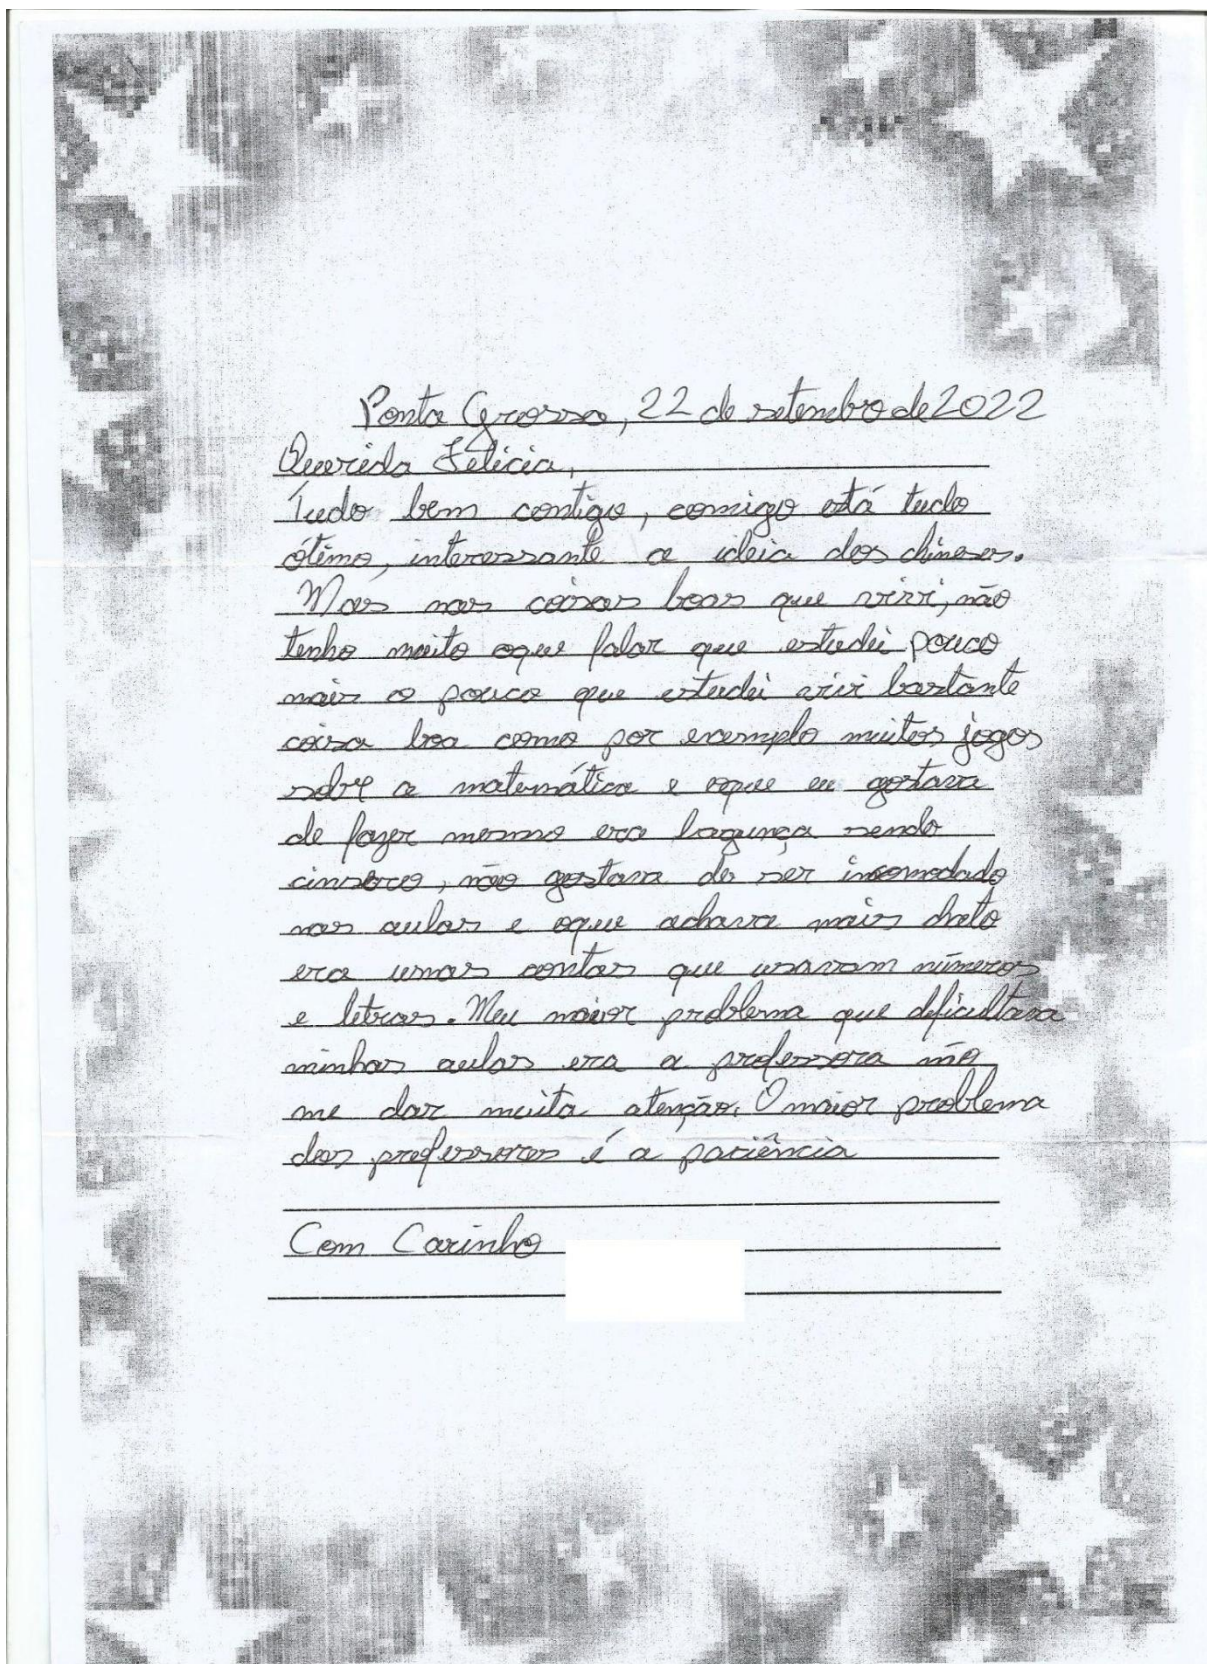 Ponta Grossa, 22 de setembro de 2022
Querida Felicia,
Tudo bem contigo, comigo está tudo
ótimo, interessante a ideia dos chineses.
Mas nas coisas boas que vivi, não
tenho muito oque falar que estudei pouco
mais o pouco que estudei vivi bastante
coisa boa como por exemplo muitos jogos
sobre a matemática e oque eu gostava
de fazer mesmo era bagunça sendo
cincero, não gostava de ser incomodado
nas aulas e oque achava mais chato
era umas contas que usavam números
e letras. Meu maior problema que dificultava
minhas aulas era a professora não
me dar muita atenção. O maior problema
dos professores é a paciência
Com Carinho